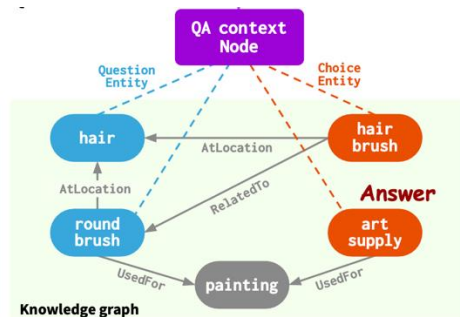 QA context
Node
Question
Entity
Choice
Entity
hair
hair
brush
AtLocation
AtLocation
RelatedTo
Answer
round
brush
art
supply
UsedFor
painting
UsedFor
Knowledge graph